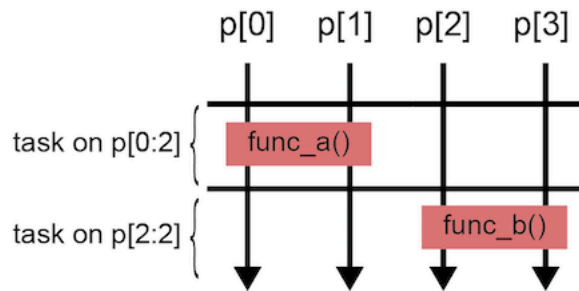 p[0] p[1] p[2] p[3]
task on p[0:2]
func_a()
task on p[2:2]
func_b()